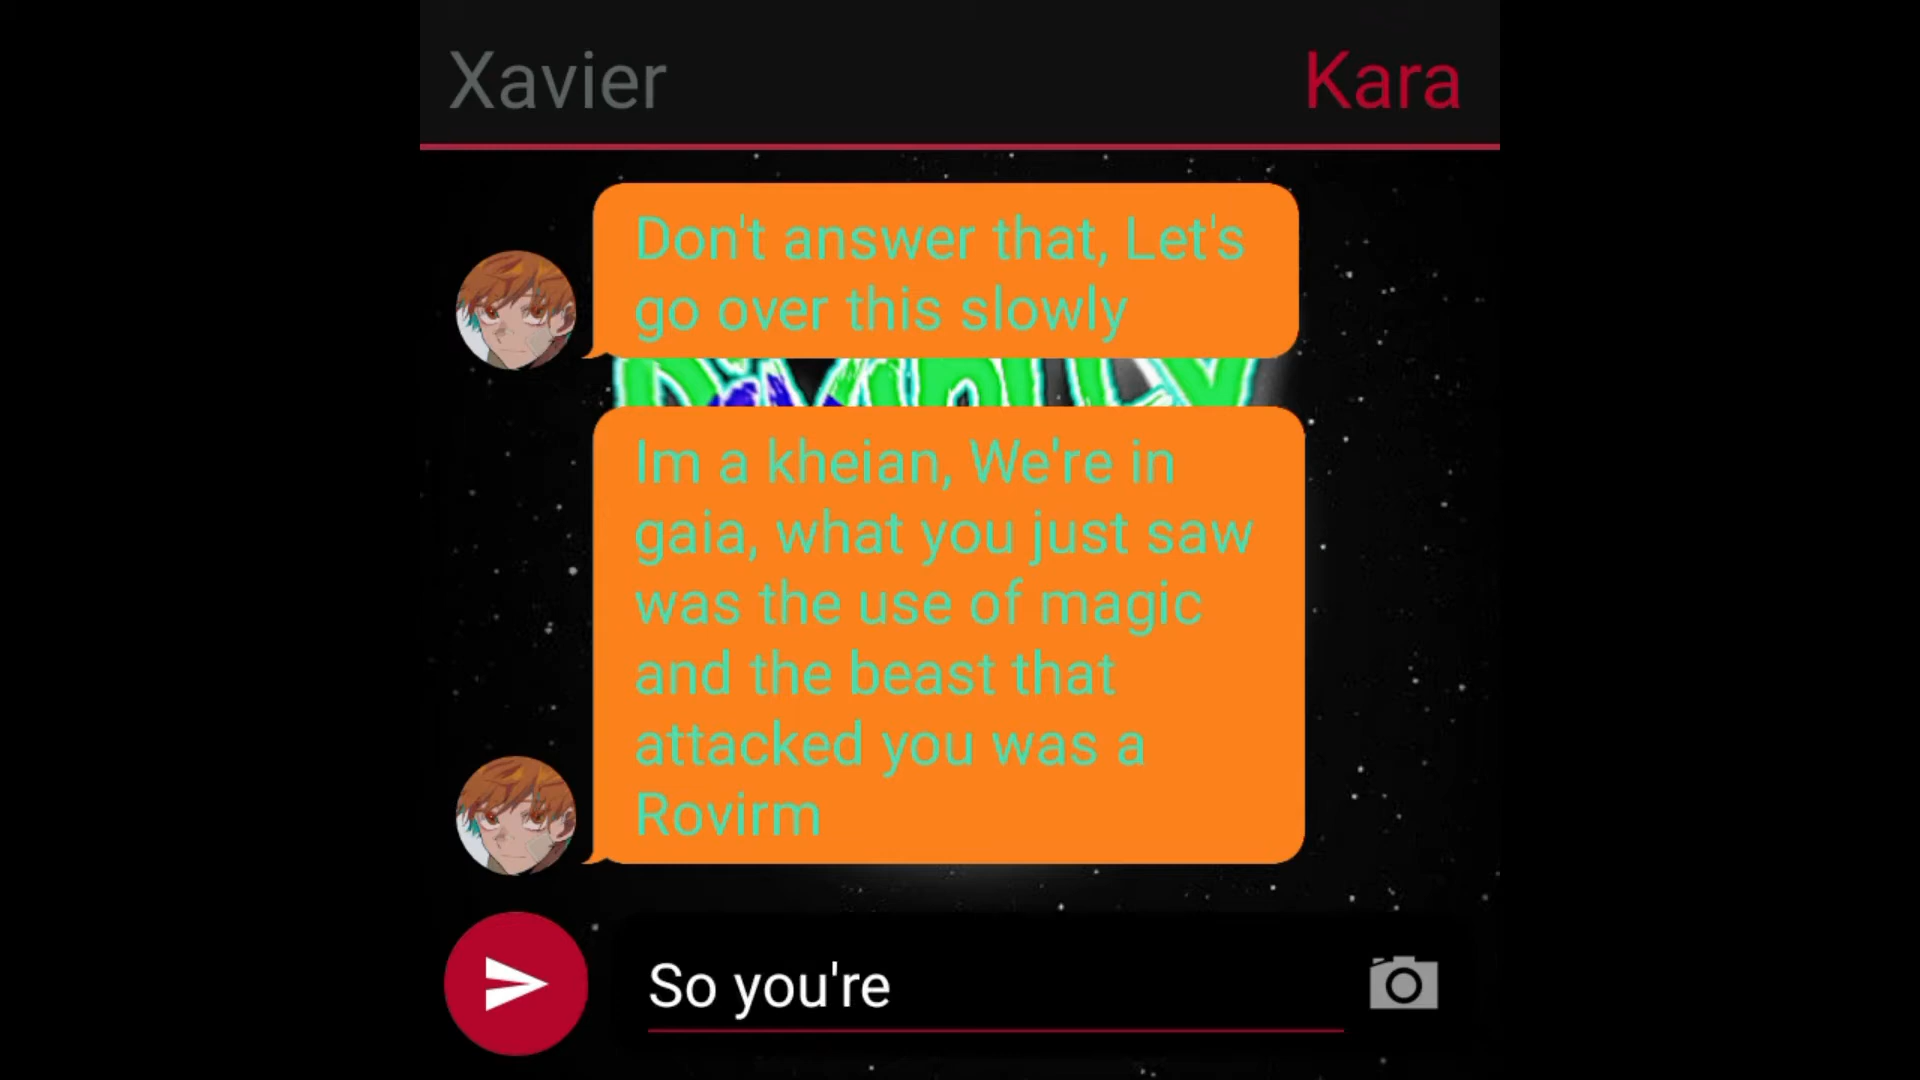 Xavier
Kara
Don't answer that, Let's
go over this slowly
Im a kheian, We're in
gaia, what you just saw
was the use of magic
and the beast that
attacked you was a
Rovirm
So you're